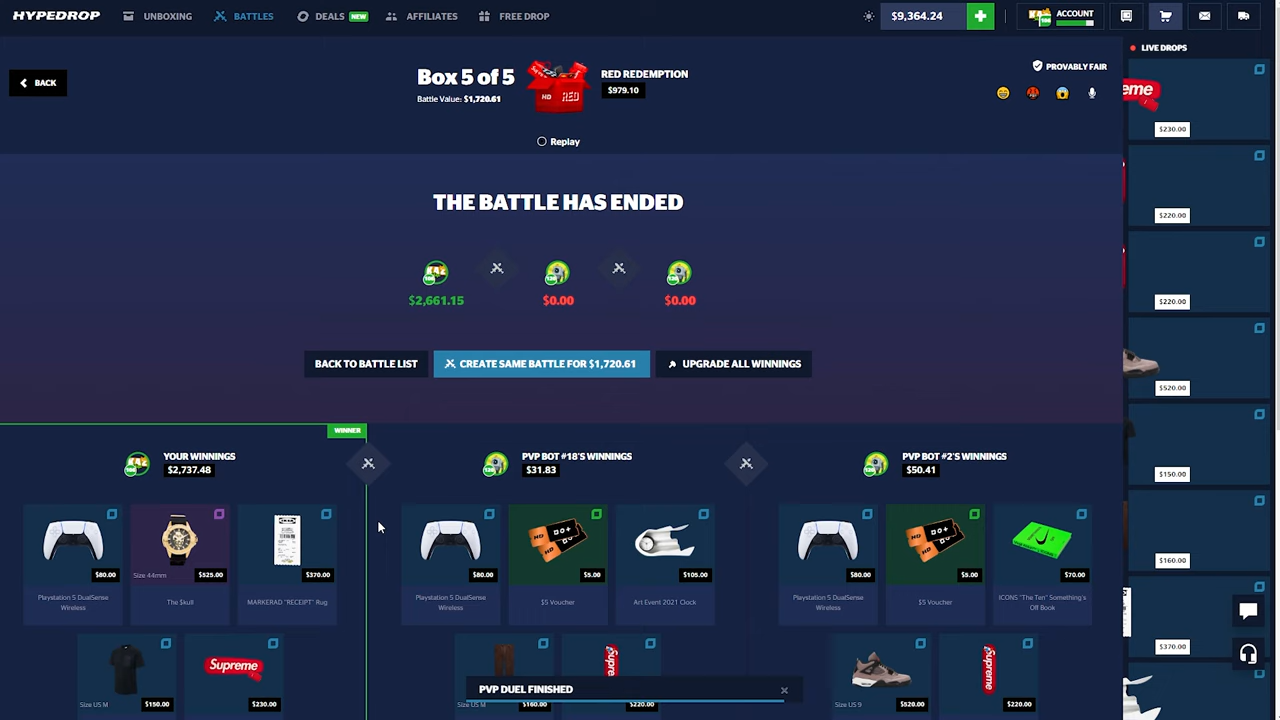 HYPEDROP
UNBOXING
BATTLES
DEALS NEW
AFFILIATES
FREE DROP
$9,364.24
ACCOUNT
LIVE DROPS
BACK
Box 5 of 5
Battle Value: $1,720.61
HD RED
RED REDEMPTION
$979.10
PROVABLY FAIR
Replay
THE BATTLE HAS ENDED
$2,661.15
$0.00
$0.00
BACK TO BATTLE LIST
CREATE SAME BATTLE FOR $1,720.61
UPGRADE ALL WINNINGS
WINNER
YOUR WINNINGS
$2,737.48
PVP BOT #18'S WINNINGS
$31.83
PVP BOT #2'S WINNINGS
$50.41
$80.00
Playstation 5 DualSense
Wireless
Size 44mm
$525.00
The $kull
$370.00
MARKERAD "RECEIPT" Rug
$80.00
Playstation 5 DualSense
Wireless
$5.00
$5 Voucher
$105.00
Art Event 2021 Clock
$80.00
Playstation 5 DualSense
Wireless
$5.00
$5 Voucher
$70.00
ICONS "The Ten" Something's
Off Book
Size US M
$150.00
Supreme
$230.00
Size US M
$160.00
$220.00
Size US 9
$520.00
Supreme
$220.00
PVP DUEL FINISHED
$230.00
$220.00
$220.00
$520.00
$150.00
$160.00
$370.00